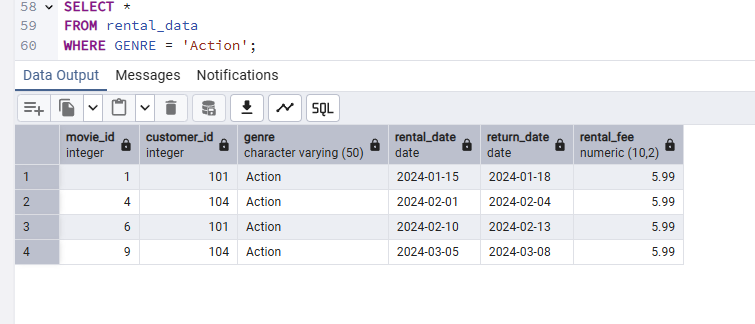 58 SELECT *
59 FROM rental_data
60 WHERE GENRE = 'Action';
Data Output Messages Notifications
SQL
movie_id customer_id genre rental_date return_date rental_fee
integer integer character varying (50) date date numeric (10,2)
1 1 101 Action 2024-01-15 2024-01-18 5.99
2 4 104 Action 2024-02-01 2024-02-04 5.99
3 6 101 Action 2024-02-10 2024-02-13 5.99
4 9 104 Action 2024-03-05 2024-03-08 5.99